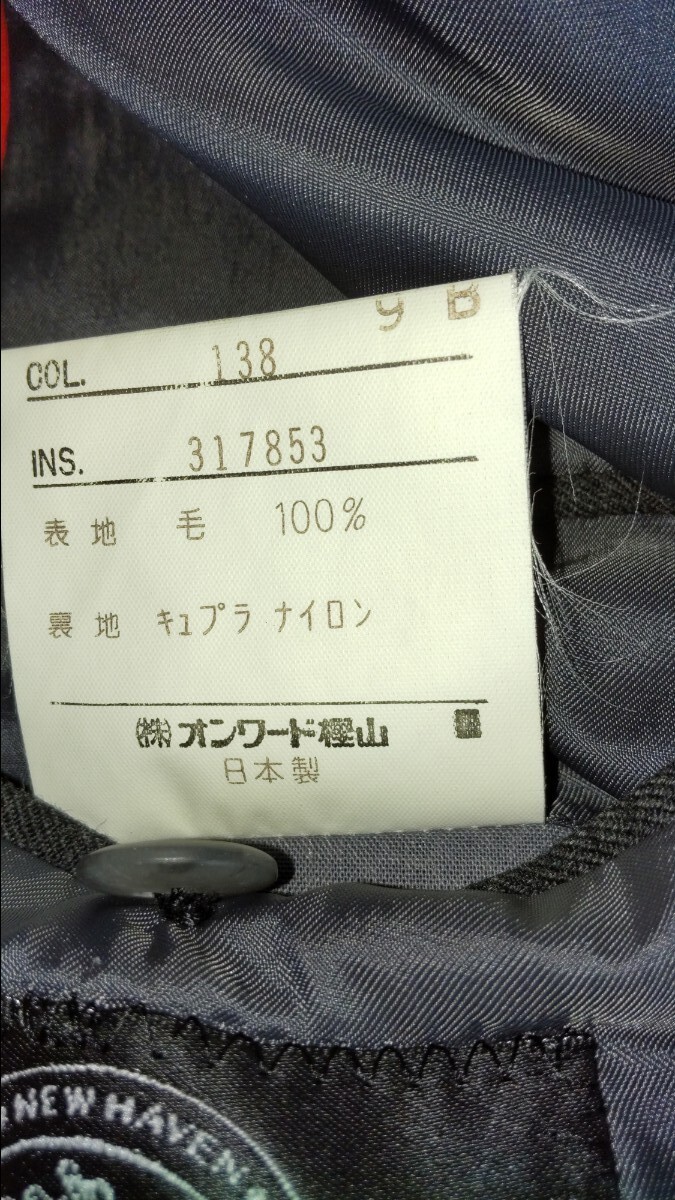 COL. 138
INS. 317853
表地 毛 100%
裏地 キュプラ ナイロン
㈱オンワード樫山
日本製
NEW HAVEN